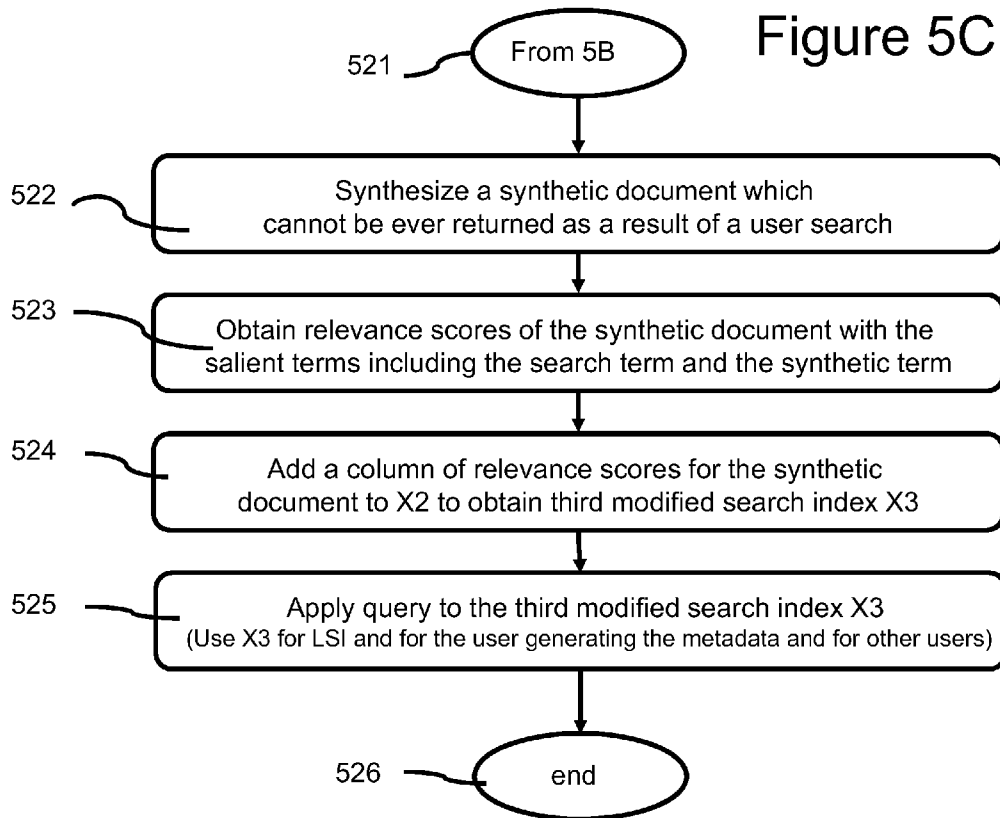 Figure 5C
521
From 5B
522
Synthesize a synthetic document which
cannot be ever returned as a result of a user search
523
Obtain relevance scores of the synthetic document with the
salient terms including the search term and the synthetic term
524
Add a column of relevance scores for the synthetic
document to X2 to obtain third modified search index X3
525
Apply query to the third modified search index X3
(Use X3 for LSI and for the user generating the metadata and for other users)
526
end